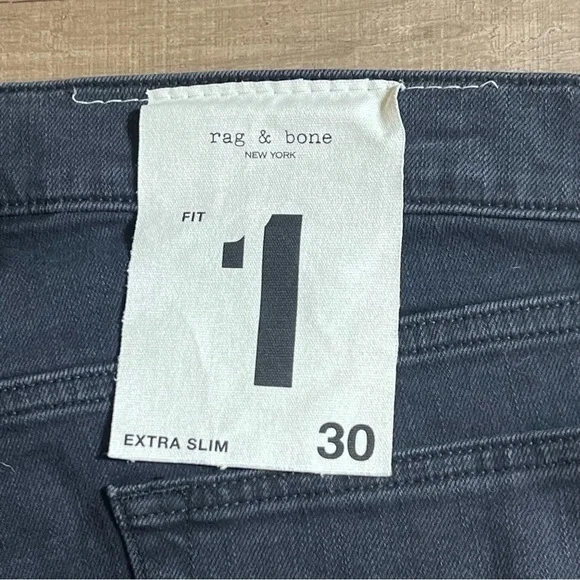 rag & bone
NEW YORK
FIT
1
EXTRA SLIM
30